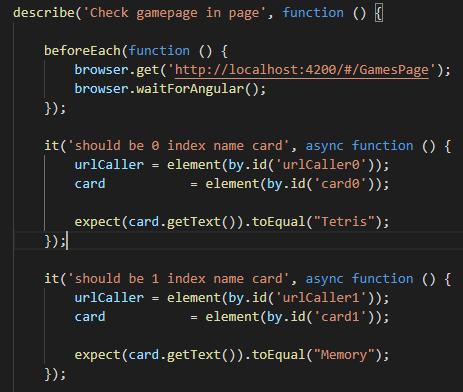 describe('Check gamepage in page', function () {
beforeEach(function () {
browser.get('http://localhost:4200/#/GamesPage');
browser.waitForAngular();
});
it('should be 0 index name card', async function () {
urlCaller = element(by.id('urlCaller0'));
card = element(by.id('card0'));
expect(card.getText()).toEqual("Tetris");
});
it('should be 1 index name card', async function () {
urlCaller = element(by.id('urlCaller1'));
card = element(by.id('card1'));
expect(card.getText()).toEqual("Memory");
});